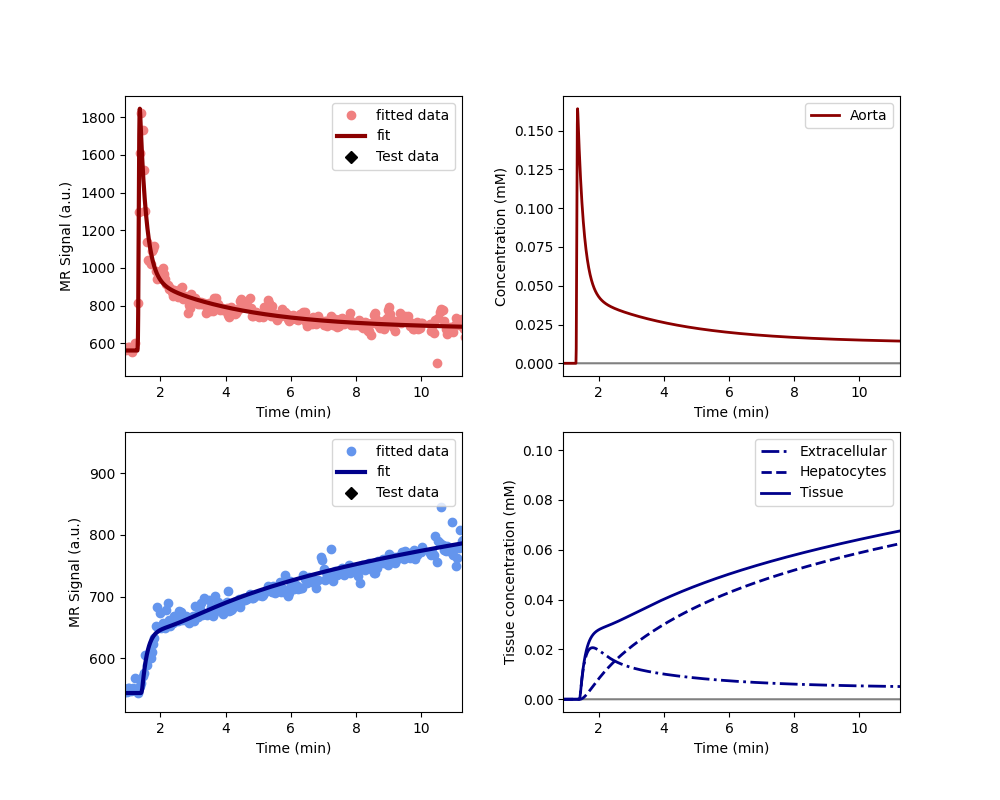 1800
1600
1400
1200
1000
800
600
MR Signal (a.u.)
fitted data
fit
Test data
2 4 6 8 10
Time (min)
0.150
0.125
0.100
0.075
0.050
0.025
0.000
Concentration (mM)
Aorta
2 4 6 8 10
Time (min)
900
800
700
600
MR Signal (a.u.)
fitted data
fit
Test data
2 4 6 8 10
Time (min)
0.10
0.08
0.06
0.04
0.02
0.00
Tissue concentration (mM)
Extracellular
Hepatocytes
Tissue
2 4 6 8 10
Time (min)